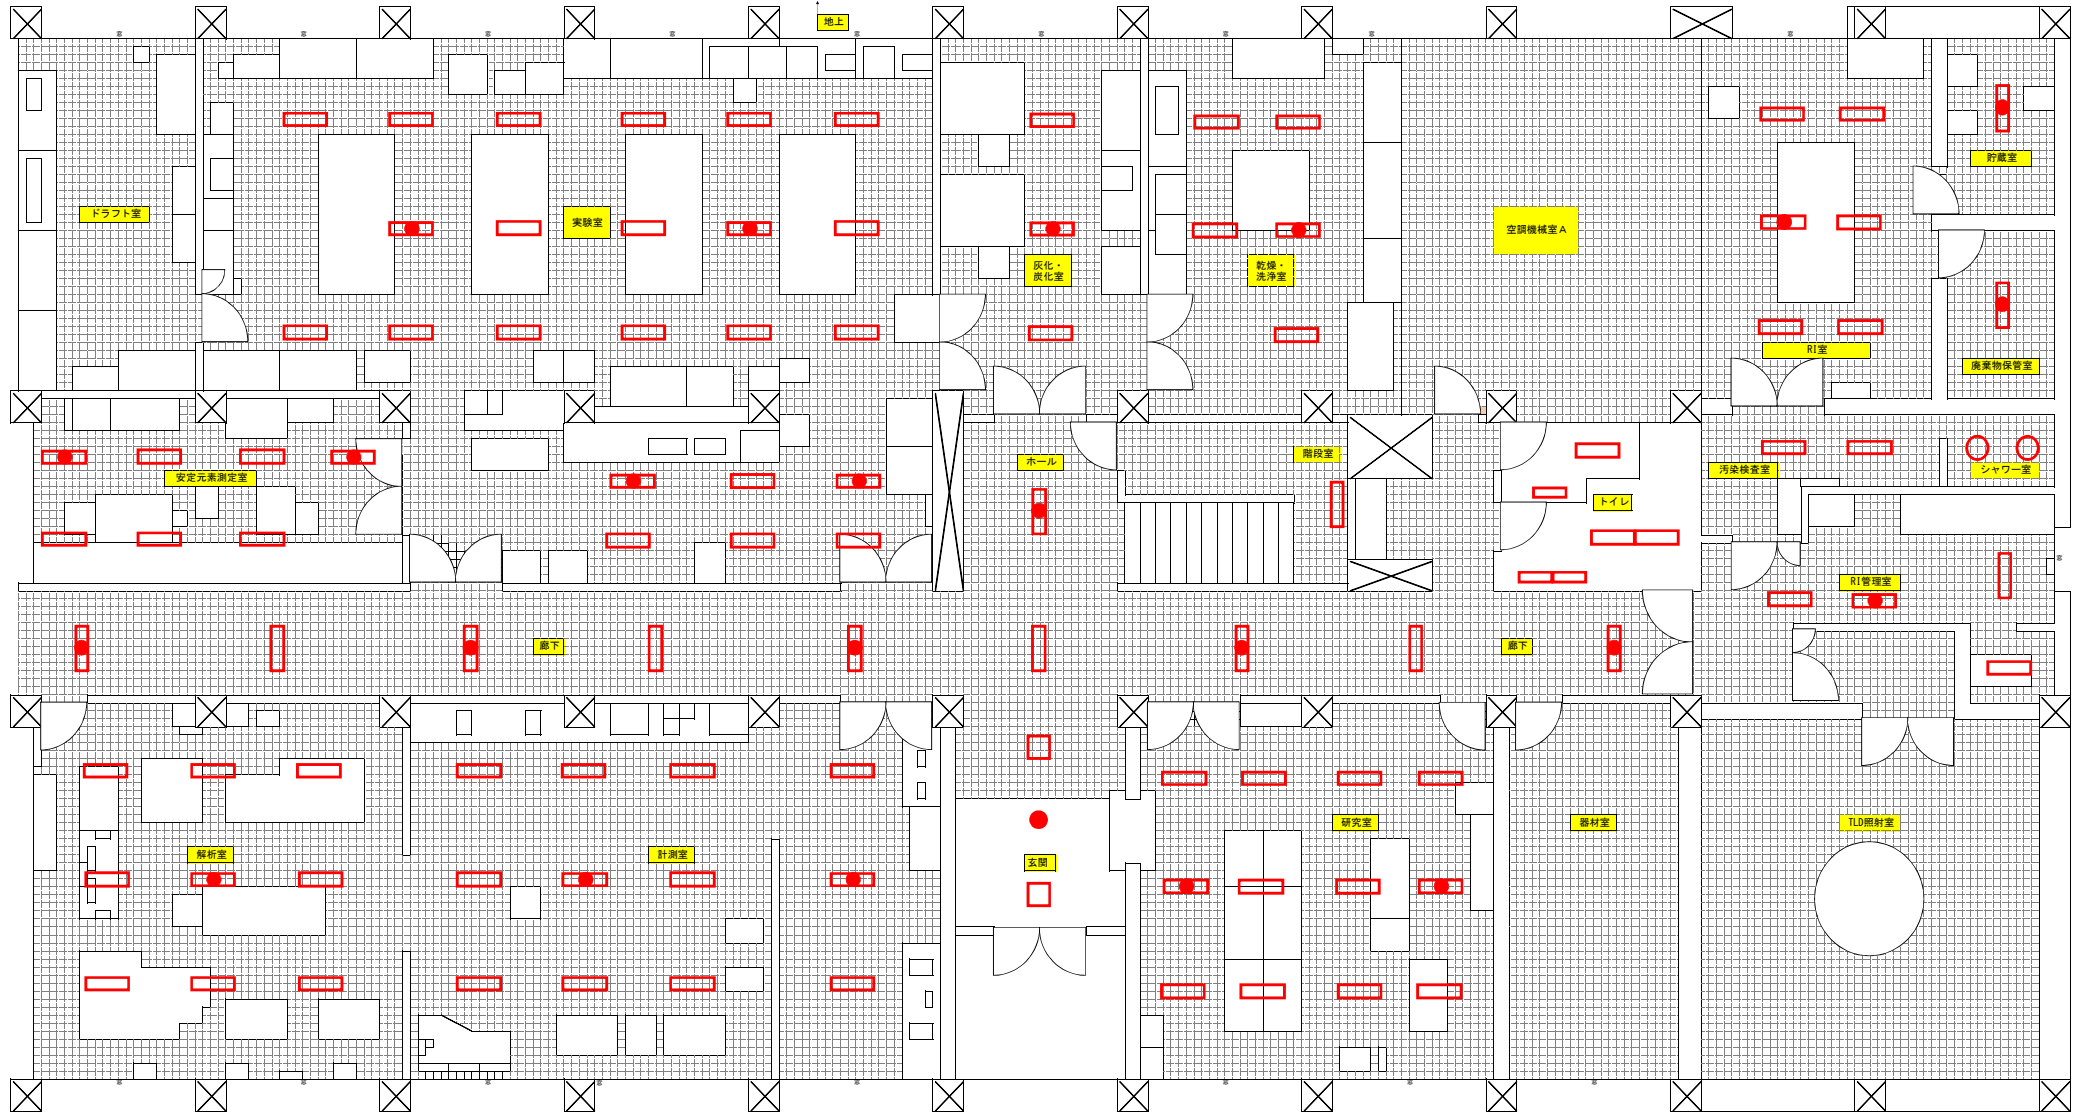 地上
貯蔵室
ドラフト室
実験室
空調機械室A
灰化・
炭化室
乾燥・
洗浄室
RI室
廃棄物保管室
階段室
ホール
汚染検査室
シャワー室
安定元素測定室
トイレ
RI管理室
廊下
廊下
研究室
器材室
TLD照射室
解析室
計測室
玄関